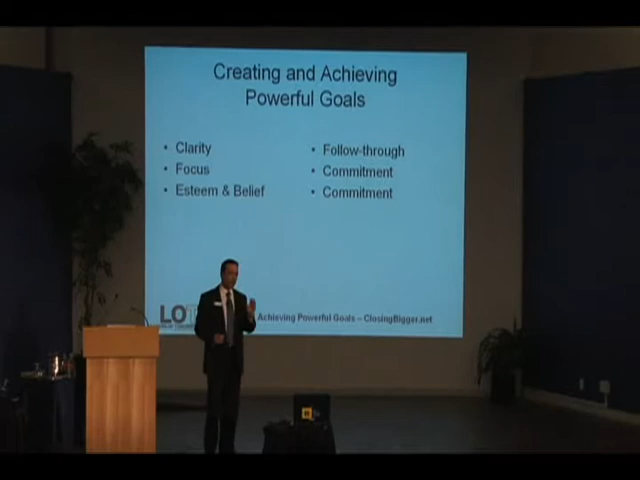 Creating and Achieving
Powerful Goals
• Clarity
• Focus
• Esteem & Belief
• Follow-through
• Commitment
• Commitment
LO
Achieving Powerful Goals – ClosingBigger.net